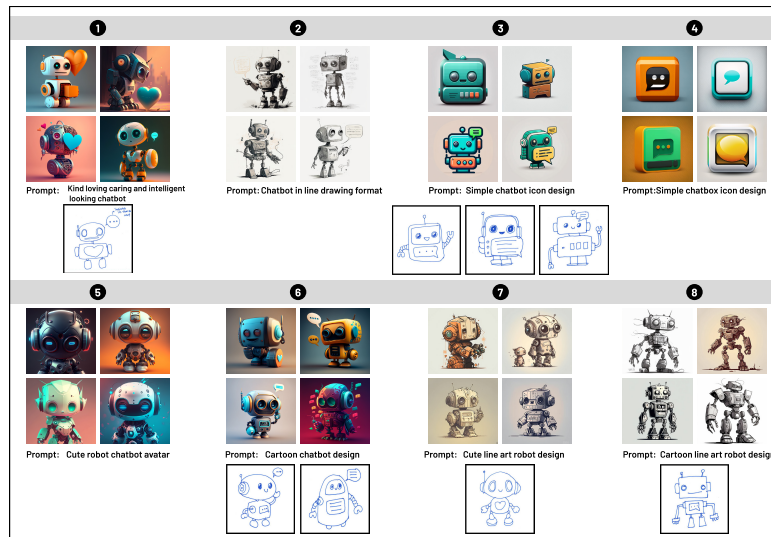 1
2
3
4
Prompt: Kind loving caring and intelligent
looking chatbot
Prompt: Chatbot in line drawing format
Prompt: Simple chatbot icon design
Prompt:Simple chatbox icon design
5
6
7
8
Prompt: Cute robot chatbot avatar
Prompt: Cartoon chatbot design
Prompt: Cute line art robot design
Prompt: Cartoon line art robot design